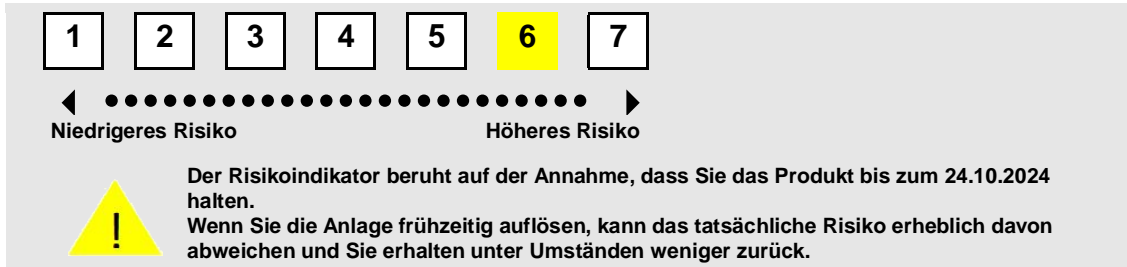 1 2 3 4 5 6 7
Niedrigeres Risiko Höheres Risiko
Der Risikoindikator beruht auf der Annahme, dass Sie das Produkt bis zum 24.10.2024
halten.
Wenn Sie die Anlage frühzeitig auflösen, kann das tatsächliche Risiko erheblich davon
abweichen und Sie erhalten unter Umständen weniger zurück.
!